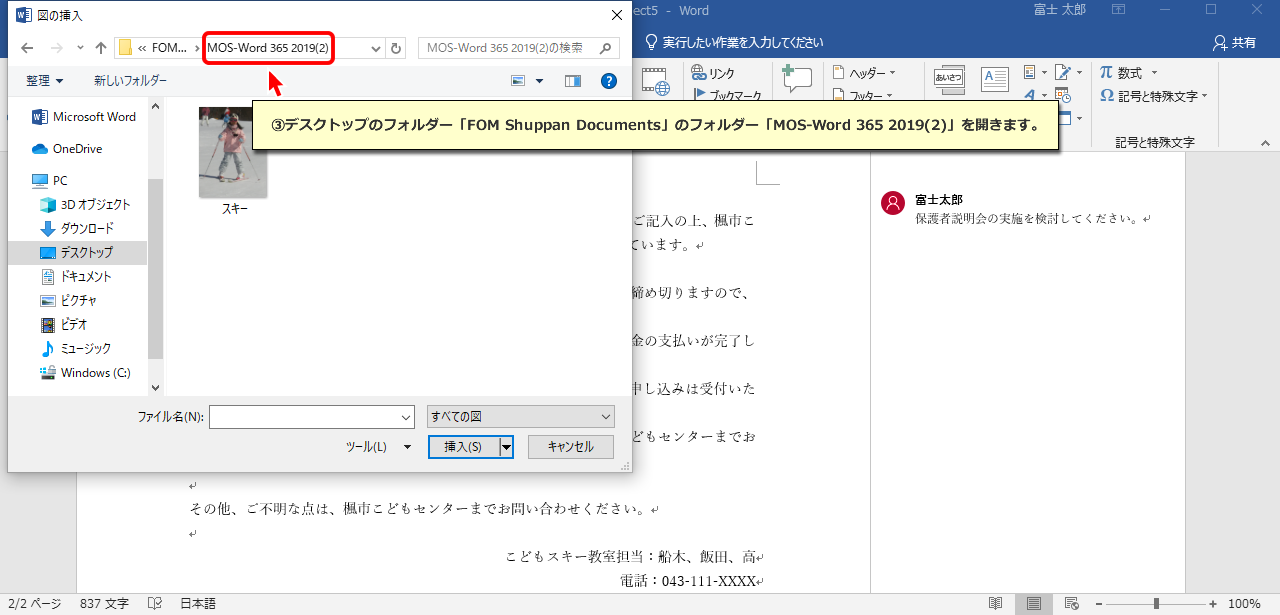 図の挿入
ect5 - Word
富士 太郎
« FOM... › MOS-Word 365 2019(2)
MOS-Word 365 2019(2)の検索
実行したい作業を入力してください
共有
整理
新しいフォルダー
リンク
ブックマーク
ヘッダー
フッター
あいさつ
数式
記号と特殊文字
記号と特殊文字
Microsoft Word
OneDrive
PC
3D オブジェクト
ダウンロード
デスクトップ
ドキュメント
ピクチャ
ビデオ
ミュージック
Windows (C:)
スキー
③デスクトップのフォルダー「FOM Shuppan Documents」のフォルダー「MOS-Word 365 2019(2)」を開きます。
ファイル名(N):
すべての図
ツール(L)
挿入(S)
キャンセル
ご記入の上、楓市こ
ています。
締め切りますので、
金の支払いが完了し
申し込みは受付いた
どもセンターまでお
その他、ご不明な点は、楓市こどもセンターまでお問い合わせください。
こどもスキー教室担当：船木、飯田、高
電話：043-111-XXXX
富士太郎
保護者説明会の実施を検討してください。
2/2 ページ
837 文字
日本語
100%